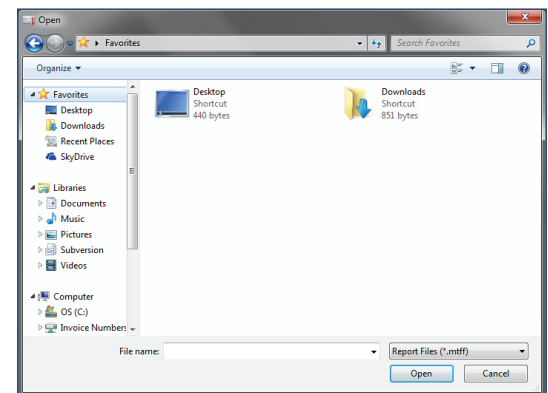 Open
Favorites
Search Favorites
Organize
Favorites
Desktop
Downloads
Recent Places
SkyDrive
Libraries
Documents
Music
Pictures
Subversion
Videos
Computer
OS (C:)
Invoice Numbers
Desktop
Shortcut
440 bytes
Downloads
Shortcut
851 bytes
File name:
Report Files (*.mtff)
Open
Cancel